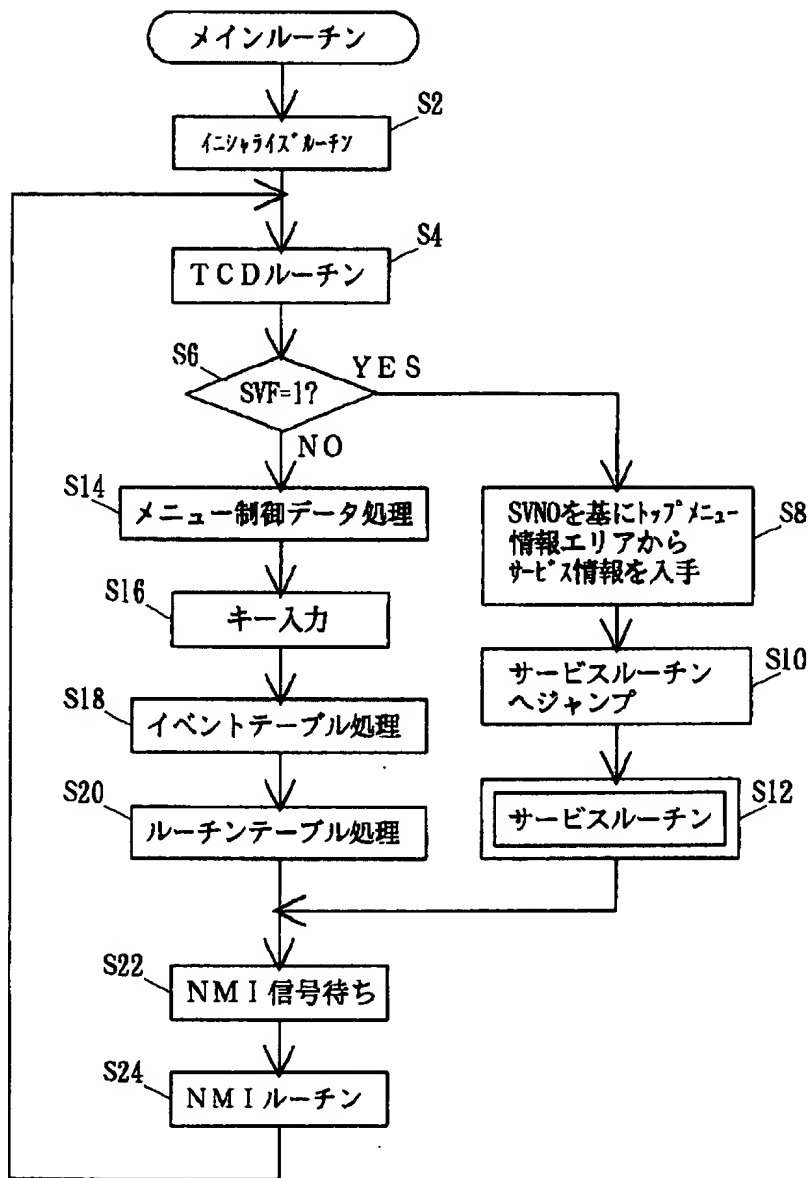 メインルーチン
S2
イニシャライズルーチン
S4
TCDルーチン
S6
SVF=1?
YES
NO
S14
メニュー制御データ処理
S8
SVNOを基にトップメニュー
情報エリアから
サービス情報を入手
S16
キー入力
S10
サービスルーチン
へジャンプ
S18
イベントテーブル処理
S20
ルーチンテーブル処理
S12
サービスルーチン
S22
NMI信号待ち
S24
NMIルーチン